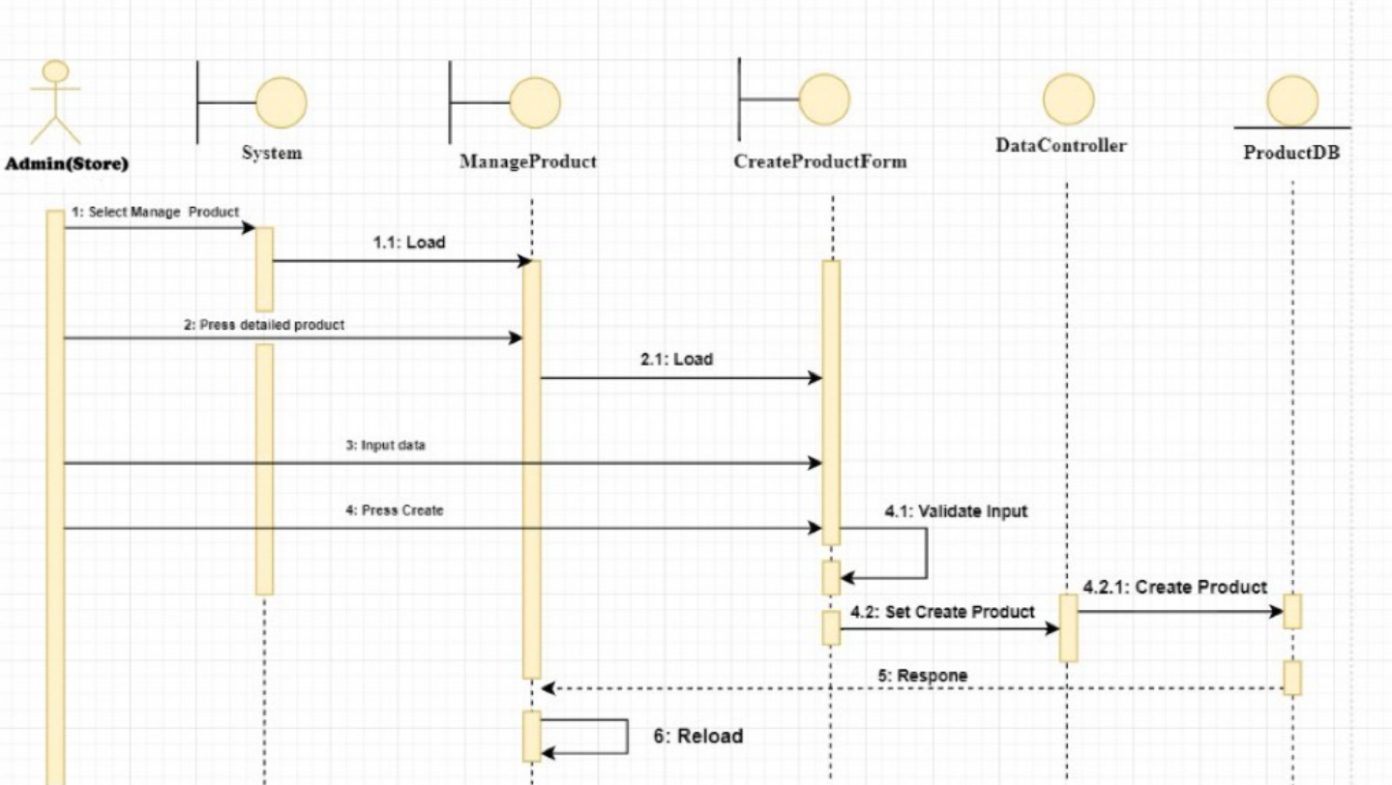 Admin(Store)
System
ManageProduct
CreateProductForm
DataController
ProductDB
1: Select Manage Product
1.1: Load
2: Press detailed product
2.1: Load
3: Input data
4: Press Create
4.1: Validate Input
4.2.1: Create Product
4.2: Set Create Product
5: Respone
6: Reload